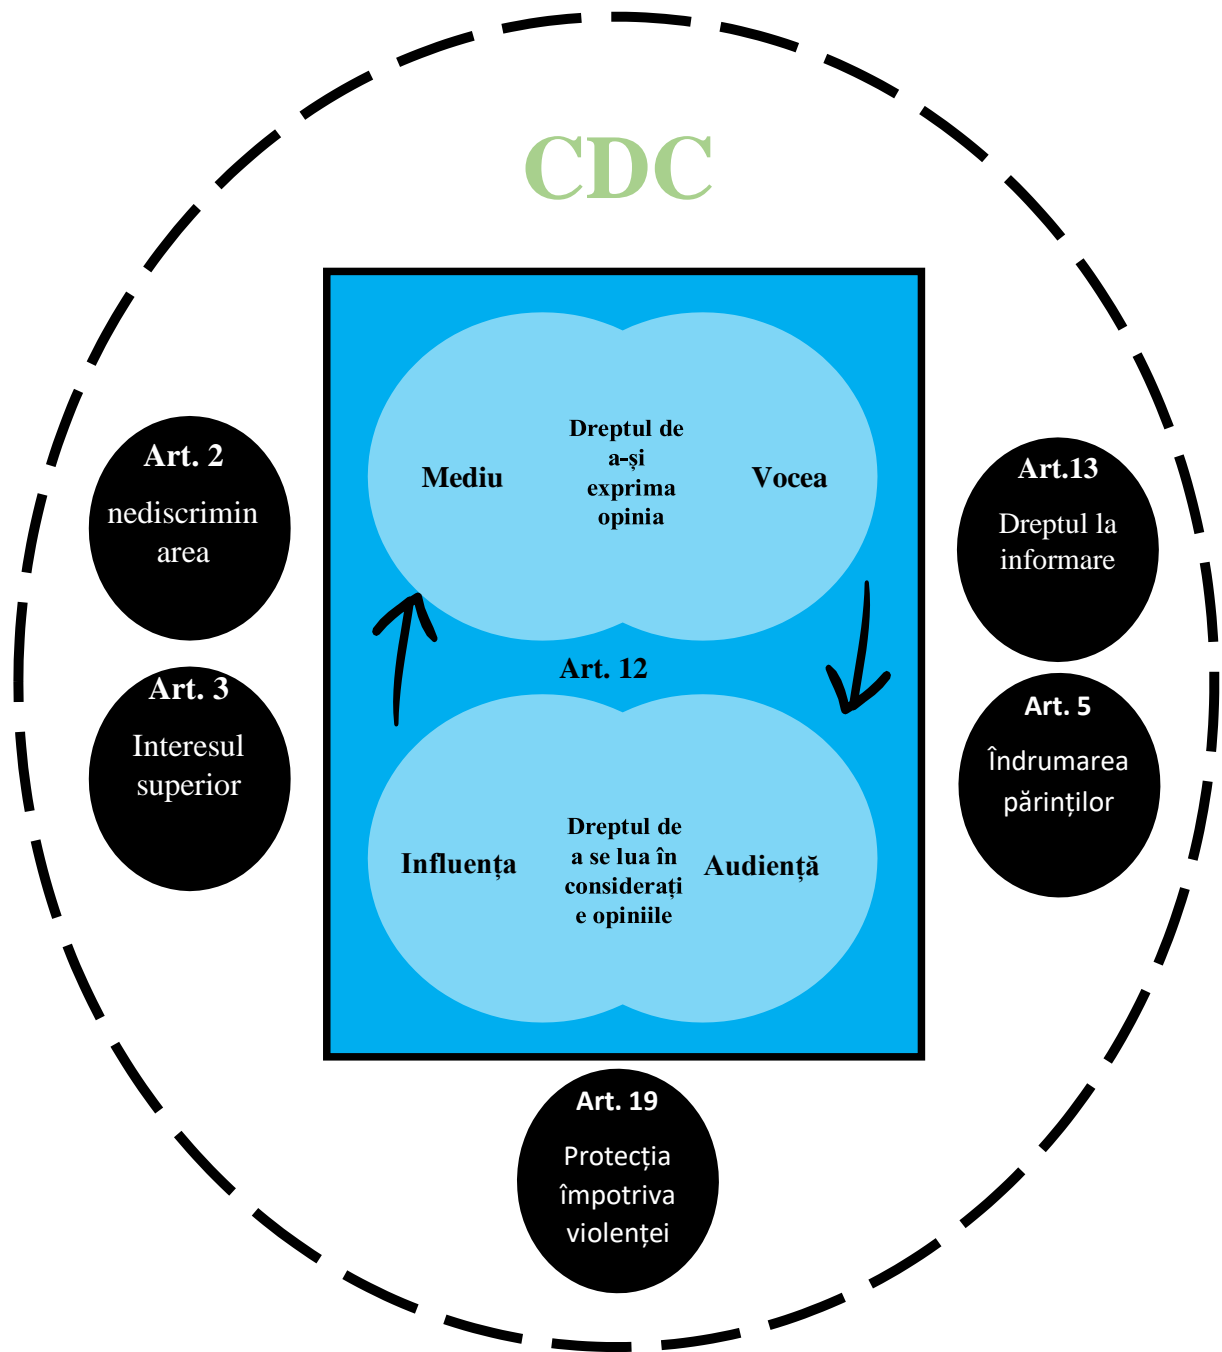 CDC
Art. 2
nediscrimin
area
Art. 3
Interesul
superior
Mediu
Dreptul de
a-și
exprima
opinia
Vocea
Art. 12
Influența
Dreptul de
a se lua în
considerați
e opiniile
Audiență
Art.13
Dreptul la
informare
Art. 5
Îndrumarea
părinților
Art. 19
Protecția
împotriva
violenței